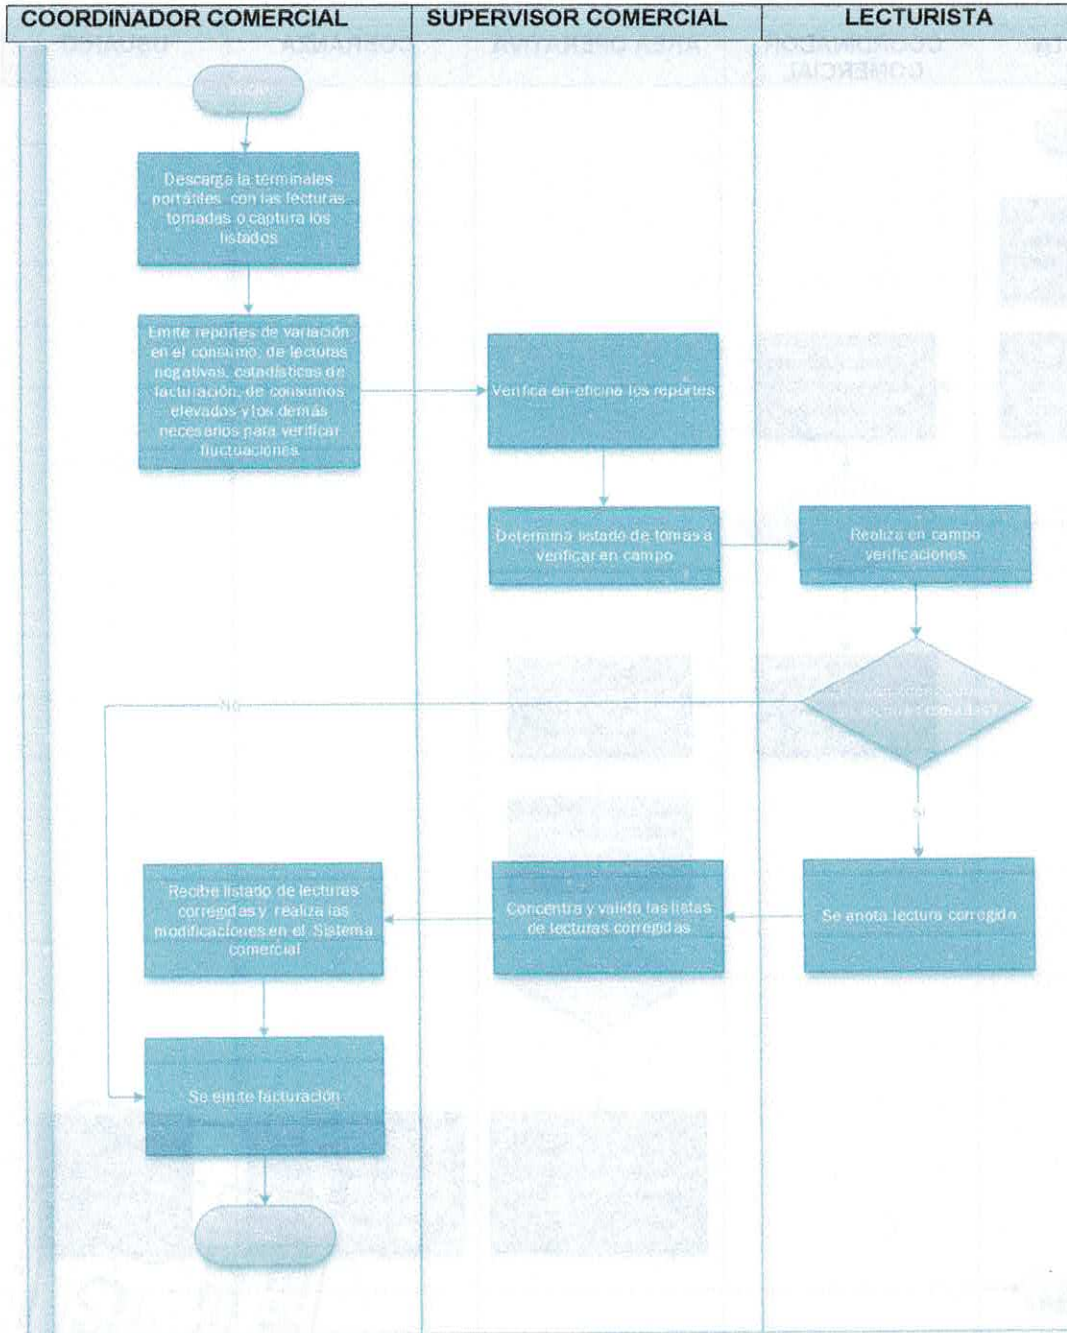 COORDINADOR COMERCIAL
SUPERVISOR COMERCIAL
LECTURISTA
Descarga la terminales
portátiles con las lecturas
tomadas o captura los
listados
Emite reportes de variación
en el consumo, de lecturas
negativas, estadísticas de
facturación, de consumos
elevados y los demás
necesarios para verificar
fluctuaciones
Verifica en oficina los reportes
Determina listado de tomas a
verificar en campo
Realiza en campo
verificaciones
No
Si
Recibe listado de lecturas
corregidas y realiza las
modificaciones en el Sistema
comercial
Concentra y valido las listas
de lecturas corregidas
Se anota lectura corregida
Se emite facturación